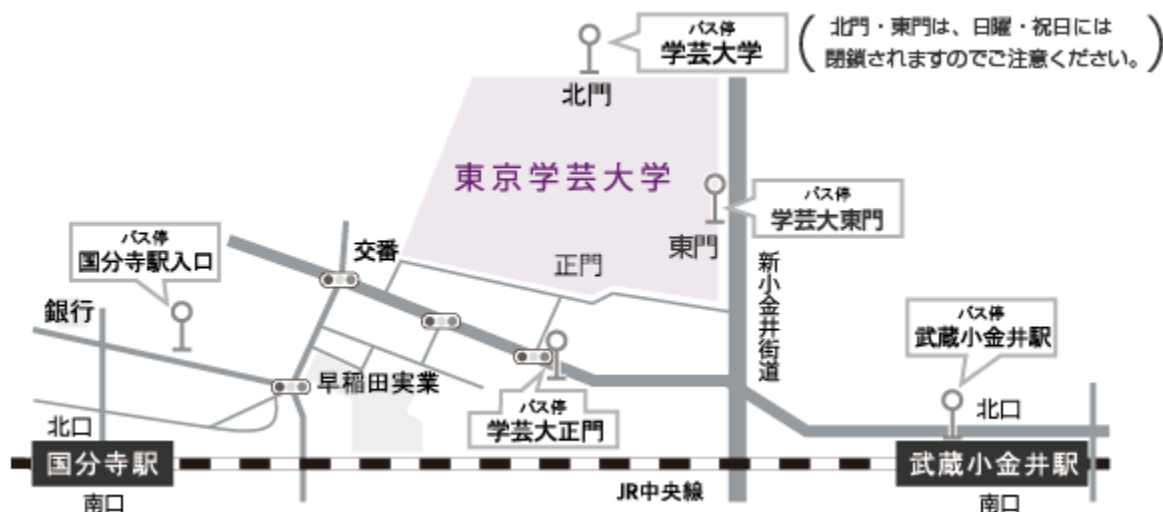 バス停
学芸大学
北門・東門は、日曜・祝日には
閉鎖されますのでご注意ください。
北門
東京学芸大学
バス停
学芸大東門
東門
正門
新小金井街道
バス停
国分寺駅入口
交番
銀行
早稲田実業
バス停
学芸大正門
バス停
武蔵小金井駅
北口
北口
国分寺駅
南口
JR中央線
武蔵小金井駅
南口